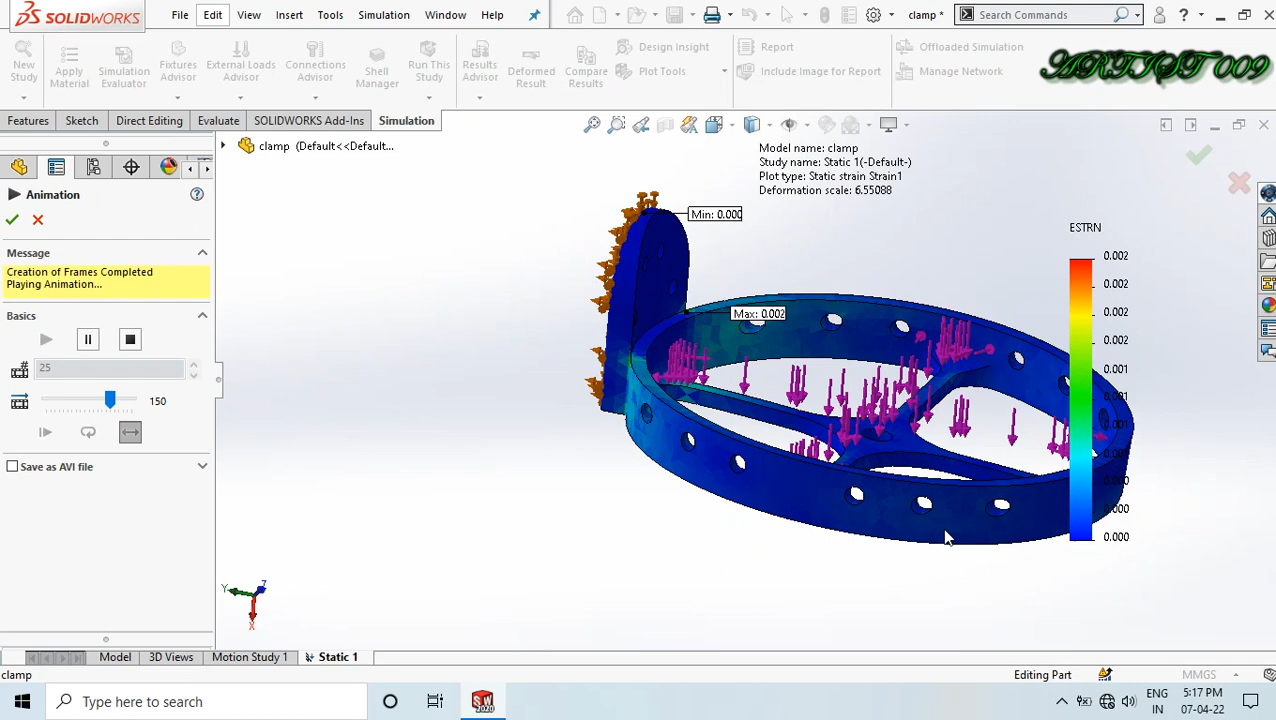 SOLIDWORKS File Edit View Insert Tools Simulation Window Help clamp * Search Commands ?
New Study
Apply Material
Simulation Evaluator
Fixtures Advisor
External Loads Advisor
Connections Advisor
Shell Manager
Run This Study
Results Advisor
Deformed Result
Compare Results
Design Insight
Plot Tools
Report
Include Image for Report
Offloaded Simulation
Manage Network
ARTIST 009
Features Sketch Direct Editing Evaluate SOLIDWORKS Add-Ins Simulation
clamp (Default<<Default...
Animation
Message
Creation of Frames Completed
Playing Animation...
Basics
25
150
Save as AVI file
Model name: clamp
Study name: Static 1(-Default-)
Plot type: Static strain Strain1
Deformation scale: 6.55088
Min: 0.000
Max: 0.002
ESTRN
0.002
0.002
0.002
0.001
0.001
0.001
0.001
0.000
0.000
0.000
Y Z
X
Model 3D Views Motion Study 1 Static 1
clamp Editing Part MMGS
Type here to search
SW
2020
ENG
IN
5:17 PM
07-04-22